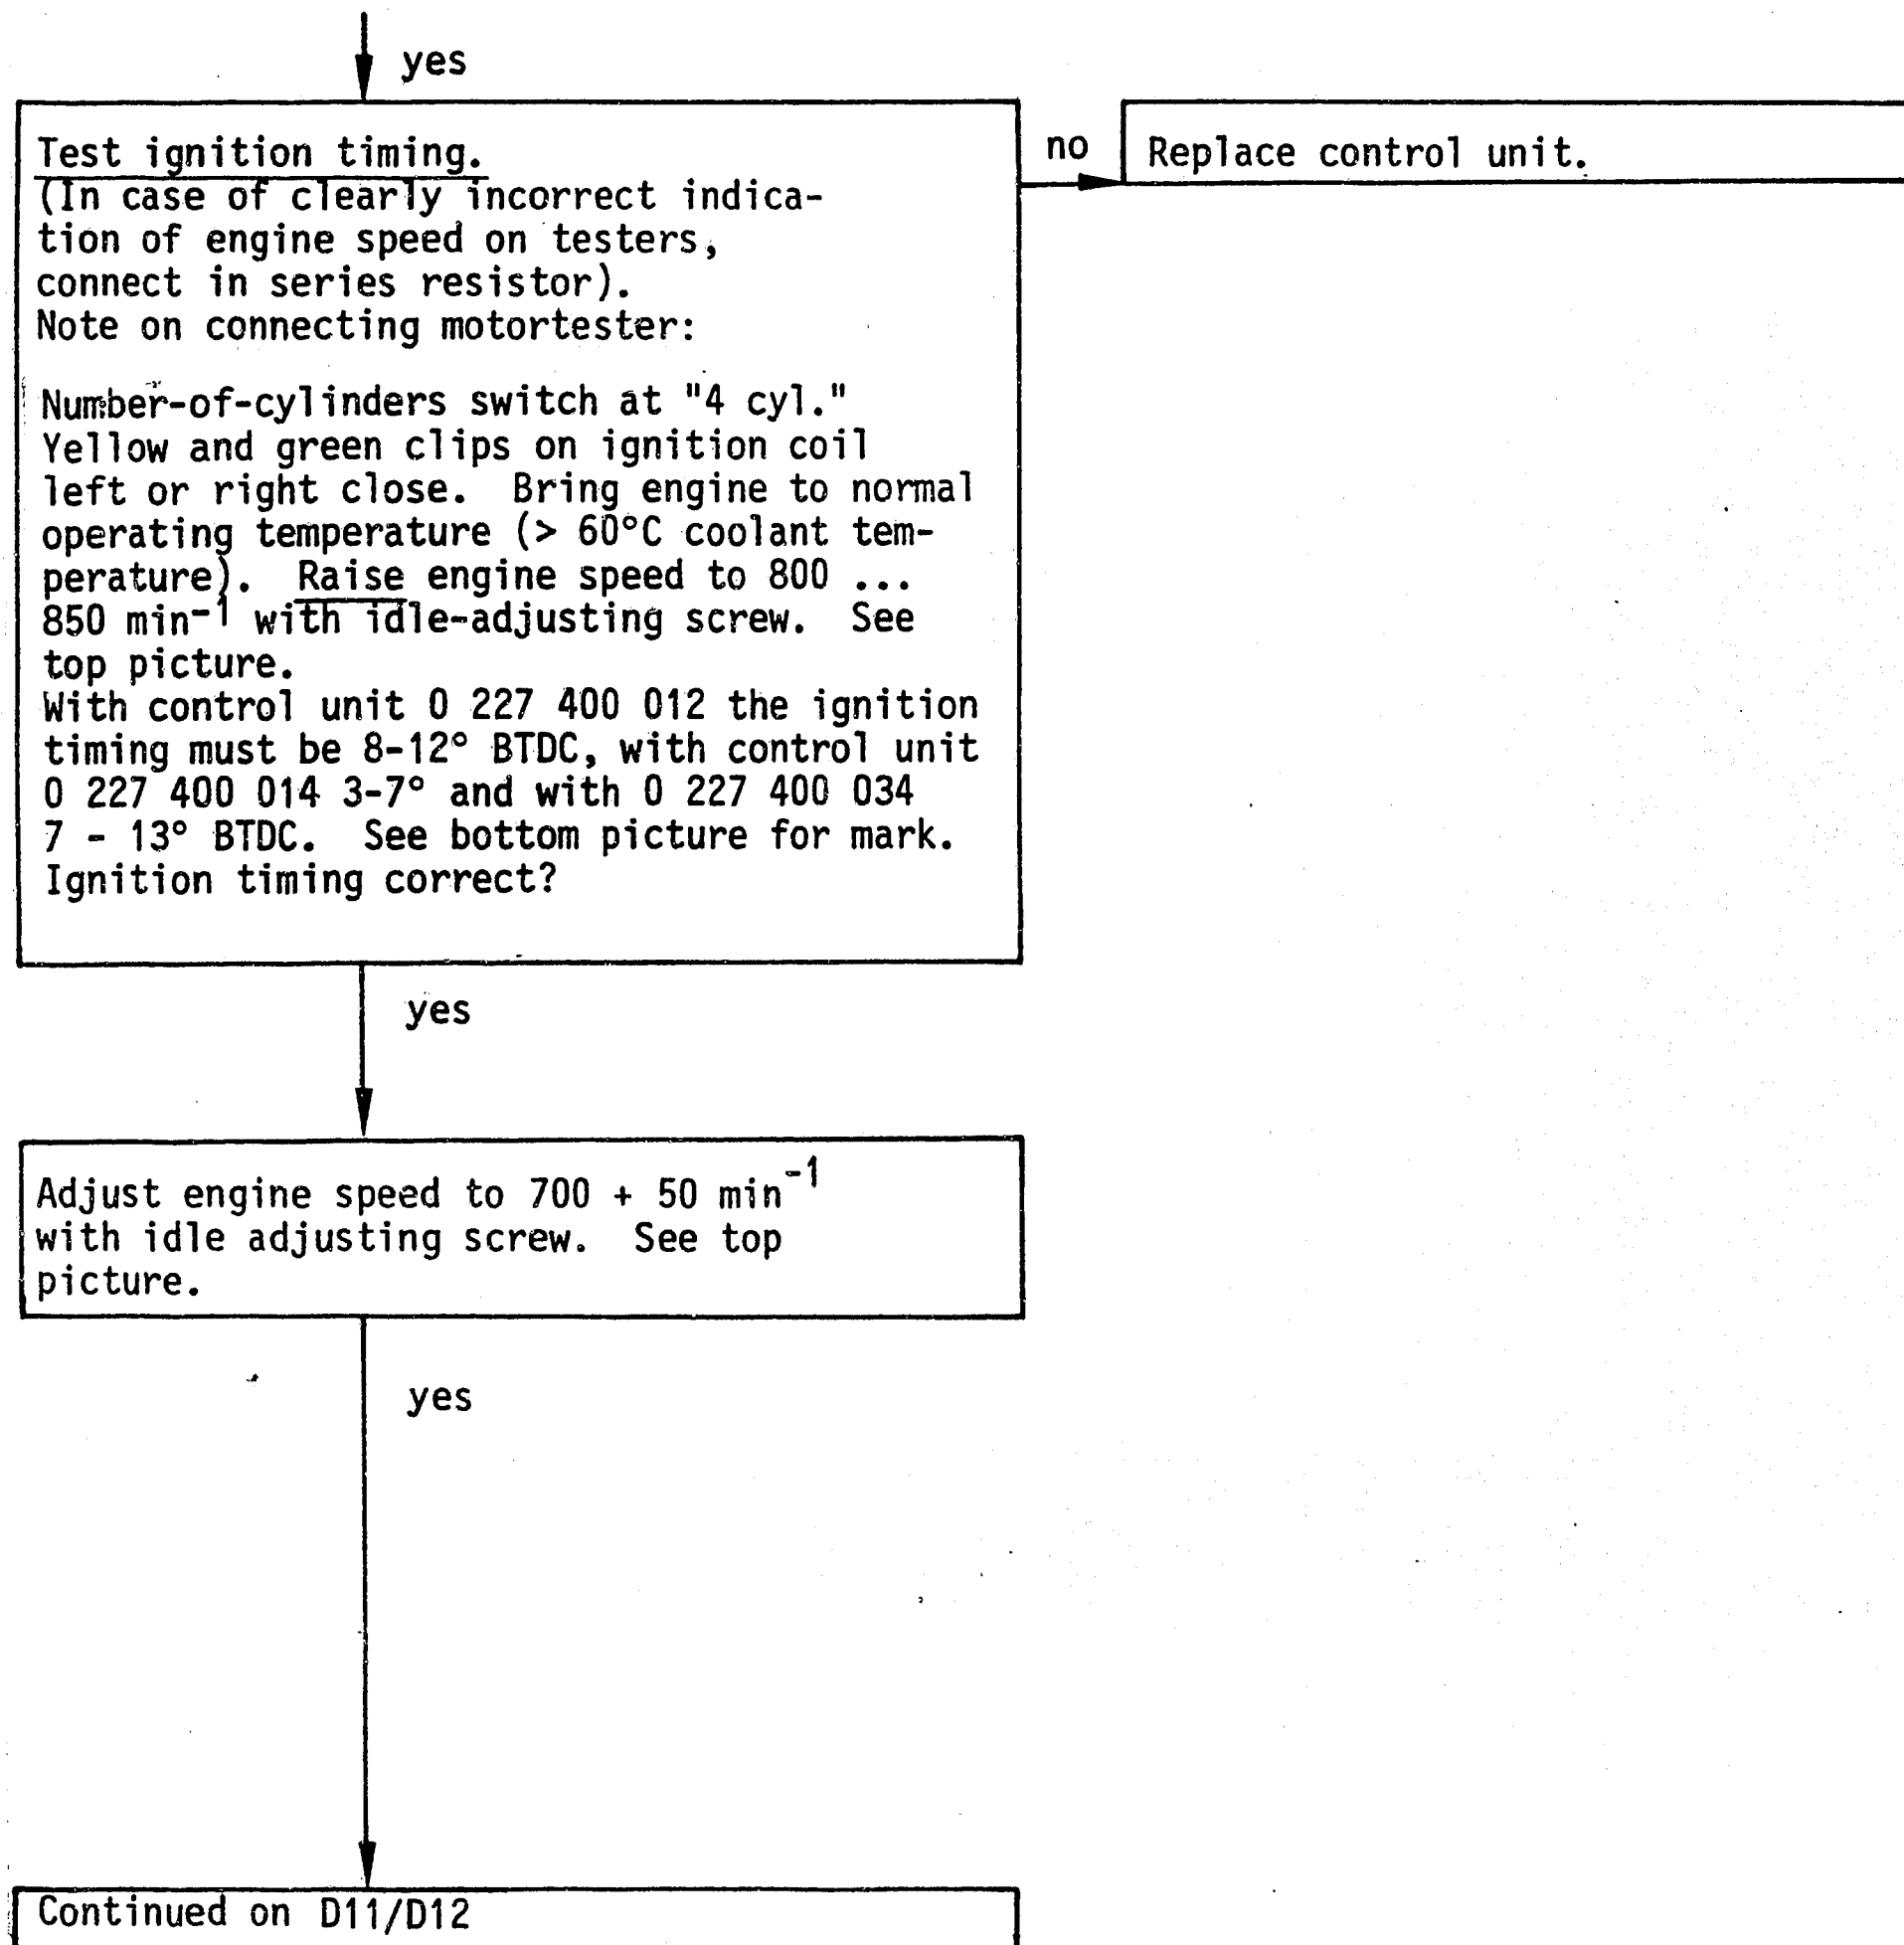 yes
Test ignition timing.
(In case of clearly incorrect indica-
tion of engine speed on testers,
connect in series resistor).
Note on connecting motortester:
Number-of-cylinders switch at "4 cyl."
Yellow and green clips on ignition coil
left or right close. Bring engine to normal
operating temperature (> 60°C coolant tem-
perature). Raise engine speed to 800 ...
850 min⁻¹ with idle-adjusting screw. See
top picture.
With control unit 0 227 400 012 the ignition
timing must be 8-12° BTDC, with control unit
0 227 400 014 3-7° and with 0 227 400 034
7 - 13° BTDC. See bottom picture for mark.
Ignition timing correct?
no
Replace control unit.
yes
Adjust engine speed to 700 + 50 min⁻¹
with idle adjusting screw. See top
picture.
yes
Continued on D11/D12